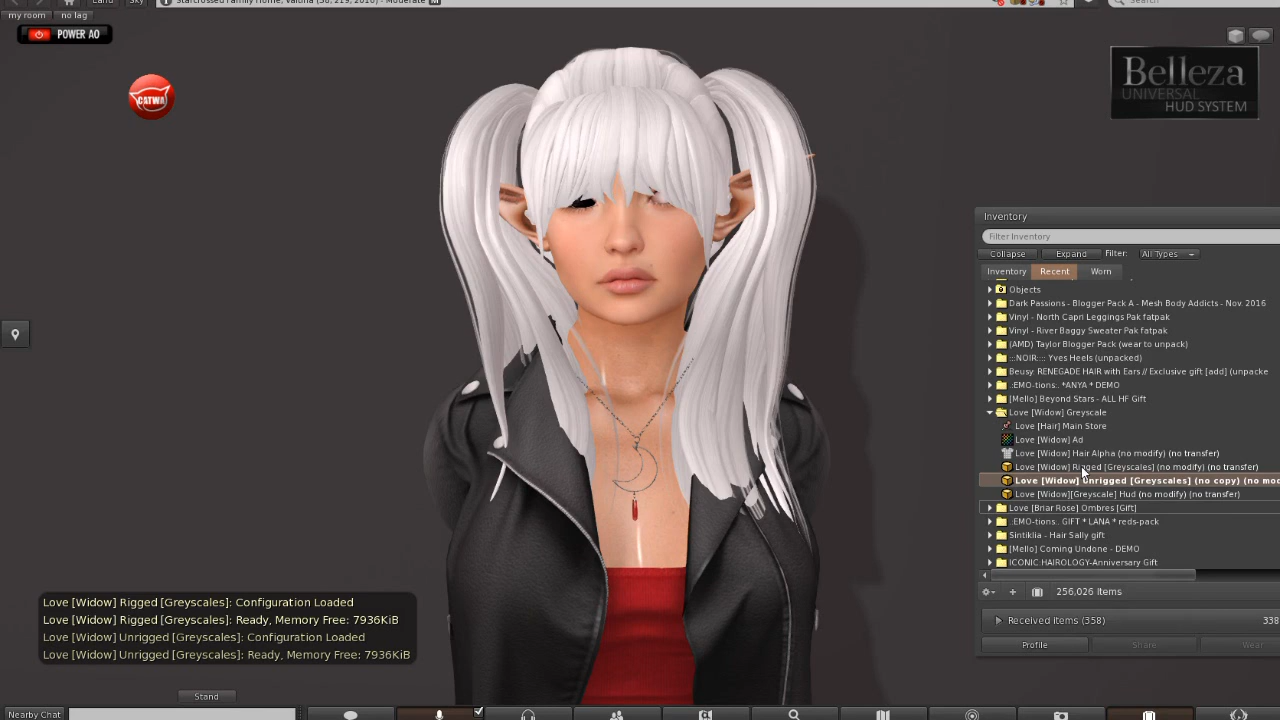 Land
Sky
Starcrossed Family Home, Valuna (38, 219, 2016) - Moderate
Search
my room
no lag
POWER AO
CATWA
Belleza
UNIVERSAL
HUD SYSTEM
Inventory
Filter Inventory
Collapse
Expand
Filter:
All Types
Inventory
Recent
Worn
Objects
Dark Passions - Blogger Pack A - Mesh Body Addicts - Nov. 2016
Vinyl - North Capri Leggings Pak fatpak
Vinyl - River Baggy Sweater Pak fatpak
(AMD) Taylor Blogger Pack (wear to unpack)
:::NOIR:::: Yves Heels (unpacked)
Beusy: RENEGADE HAIR with Ears // Exclusive gift [add] (unpacke
.:EMO-tions:. *ANYA * DEMO
[Mello] Beyond Stars - ALL HF Gift
Love [Widow] Greyscale
Love [Hair] Main Store
Love [Widow] Ad
Love [Widow] Hair Alpha (no modify) (no transfer)
Love [Widow] Rigged [Greyscales] (no modify) (no transfer)
Love [Widow] Unrigged [Greyscales] (no copy) (no mod
Love [Widow][Greyscale] Hud (no modify) (no transfer)
Love [Briar Rose] Ombres [Gift]
.:EMO-tions.. GIFT * LANA * reds-pack
Sintiklia - Hair Sally gift
[Mello] Coming Undone - DEMO
ICONIC HAIROLOGY-Anniversary Gift
256,026 Items
Received items (358)
338
Profile
Share
Wear
Love [Widow] Rigged [Greyscales]: Configuration Loaded
Love [Widow] Rigged [Greyscales]: Ready, Memory Free: 7936KiB
Love [Widow] Unrigged [Greyscales]: Configuration Loaded
Love [Widow] Unrigged [Greyscales]: Ready, Memory Free: 7936KiB
Stand
Nearby Chat